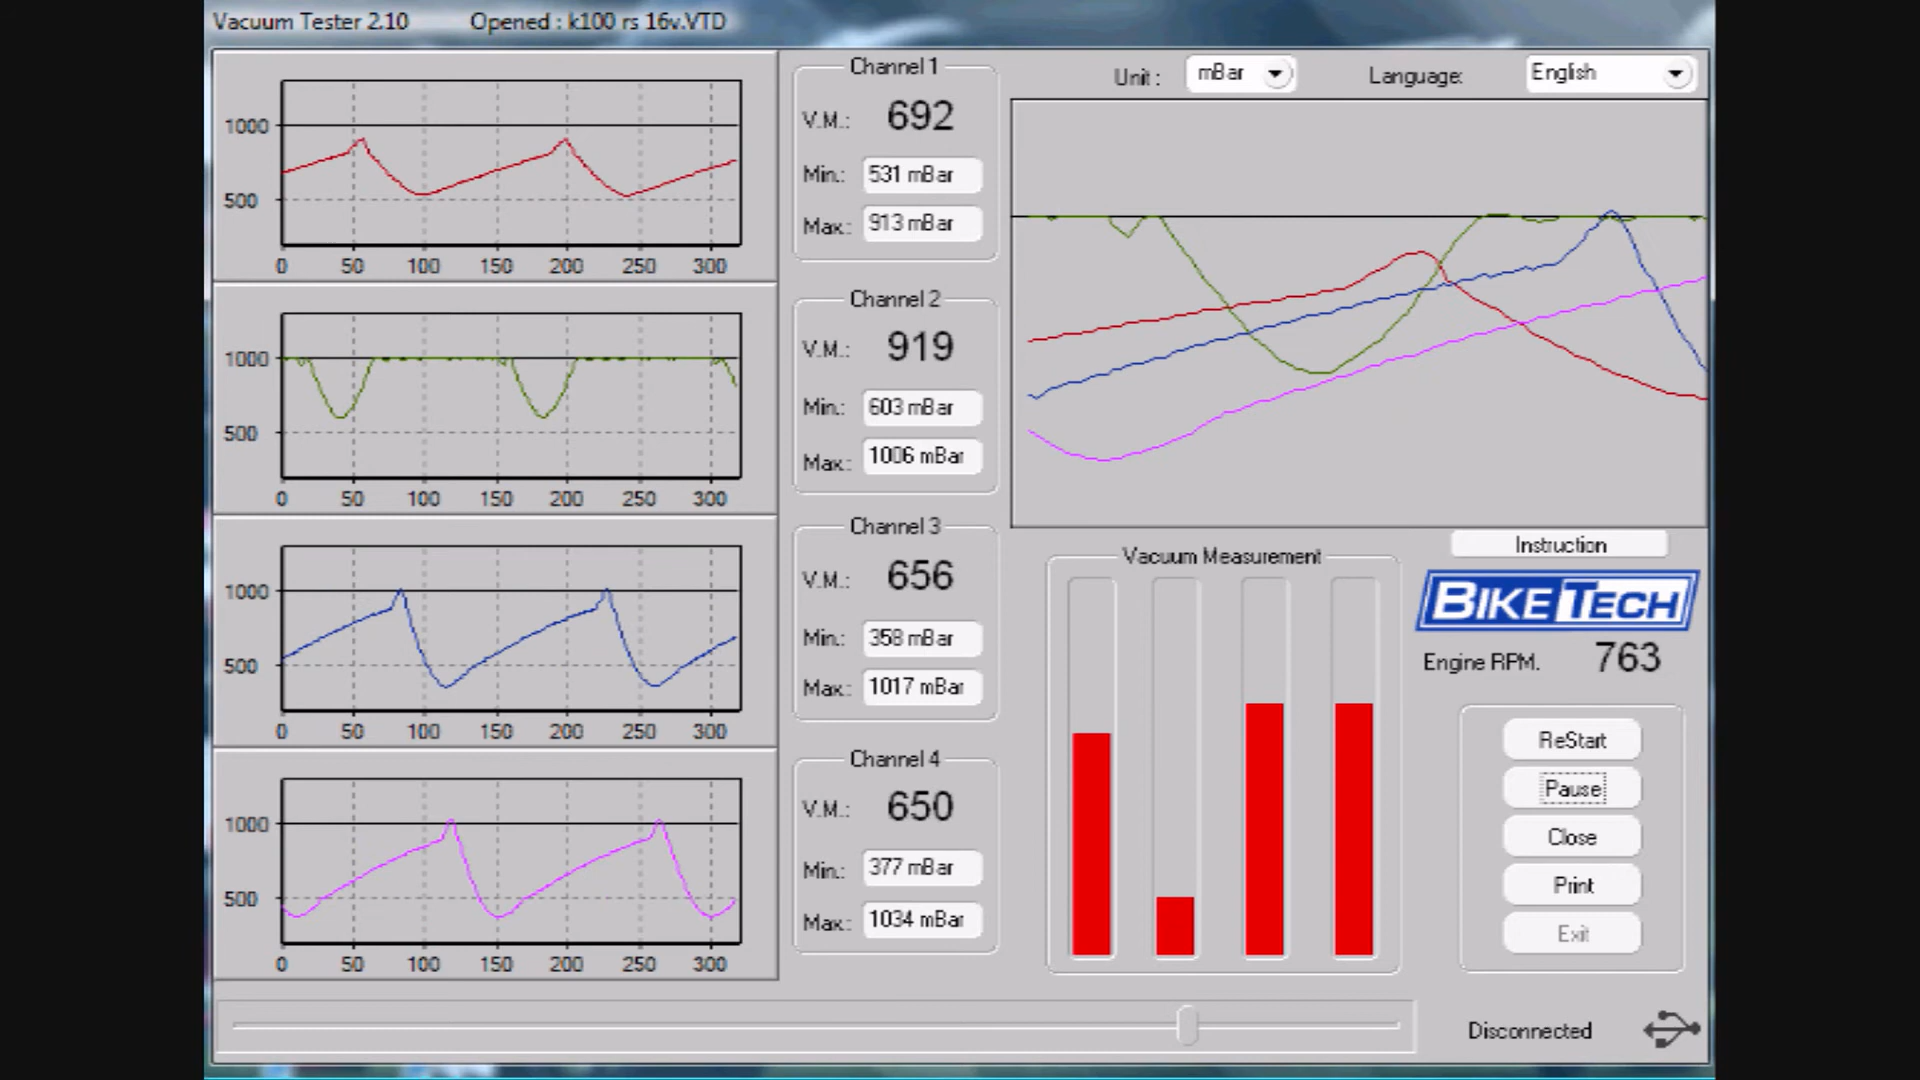 Vacuum Tester 2.10 Opened : k100 rs 16v.VTD
Unit : mBar Language: English
1000
500
0 50 100 150 200 250 300
Channel 1
V.M.: 692
Min.: 531 mBar
Max.: 913 mBar
1000
500
0 50 100 150 200 250 300
Channel 2
V.M.: 919
Min.: 603 mBar
Max.: 1006 mBar
1000
500
0 50 100 150 200 250 300
Channel 3
V.M.: 656
Min.: 358 mBar
Max.: 1017 mBar
1000
500
0 50 100 150 200 250 300
Channel 4
V.M.: 650
Min.: 377 mBar
Max.: 1034 mBar
Vacuum Measurement
Instruction
BIKETECH
Engine RPM. 763
ReStart
Pause
Close
Print
Exit
Disconnected